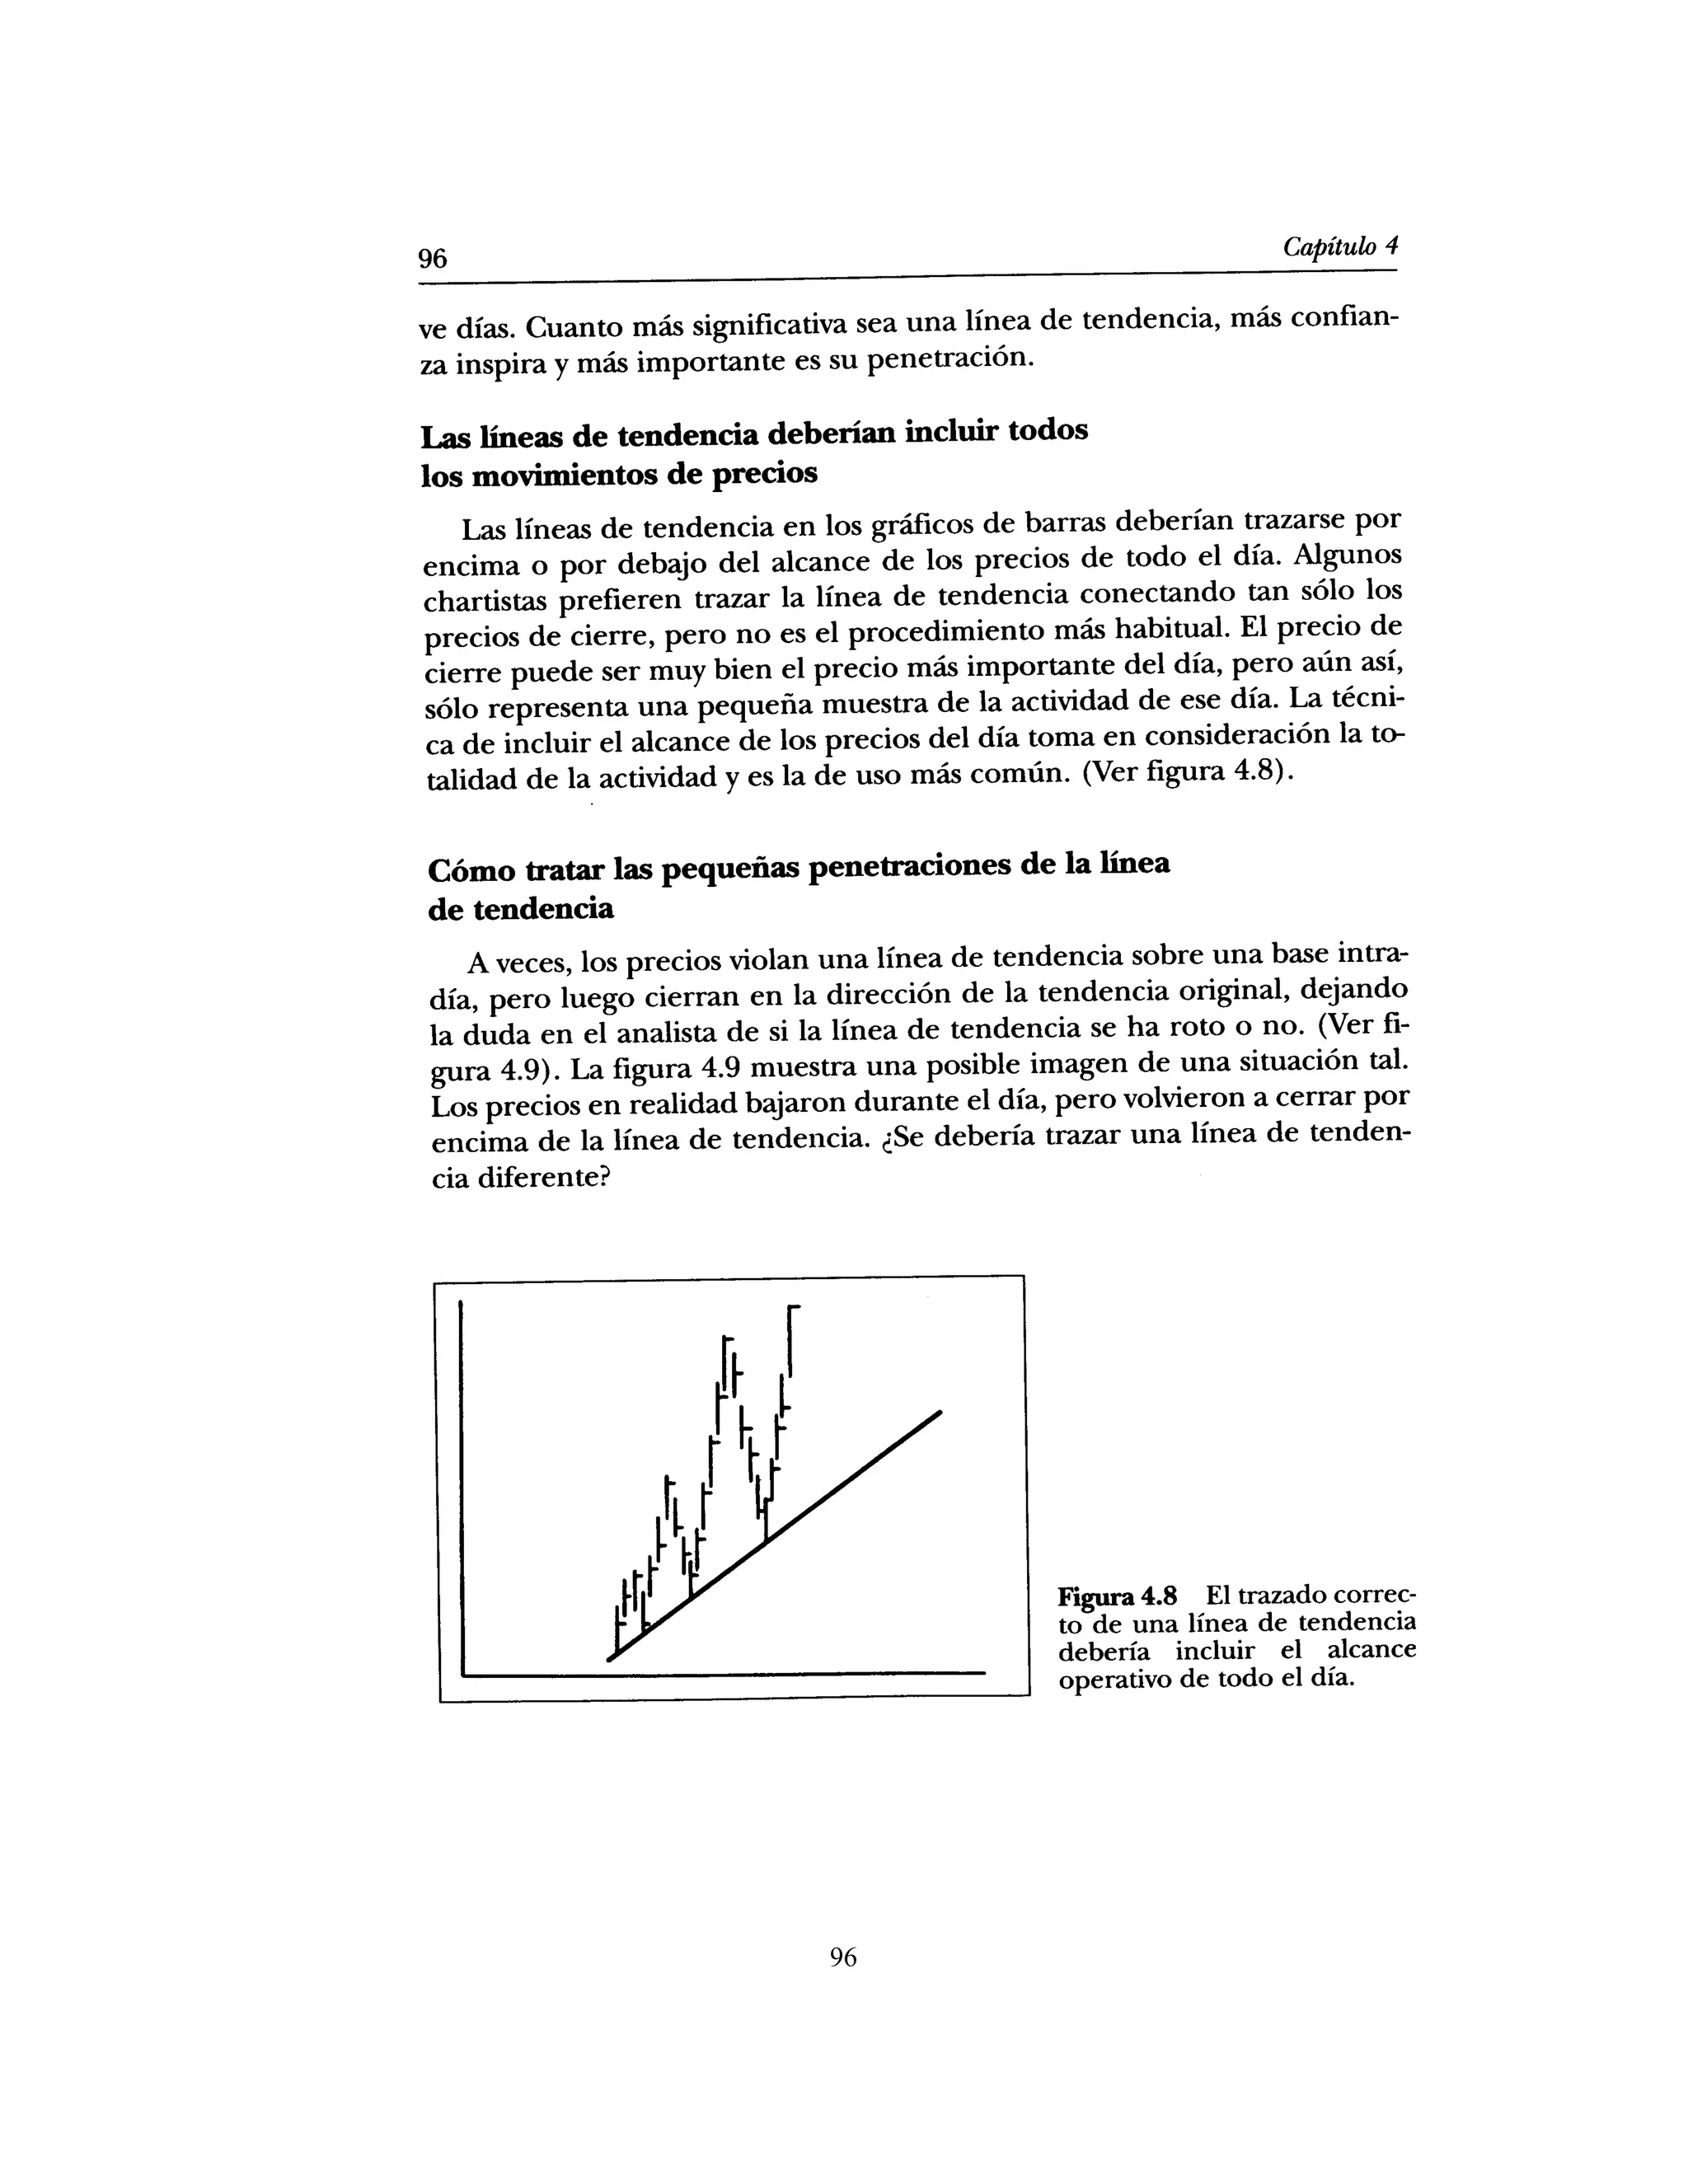 96
Capítulo 4
ve días. Cuanto más significativa sea una línea de tendencia, más confian-
za inspira y más importante es su penetración.
Las líneas de tendencia deberían incluir todos
los movimientos de precios
Las líneas de tendencia en los gráficos de barras deberían trazarse por
encima o por debajo del alcance de los precios de todo el día. Algunos
chartistas prefieren trazar la línea de tendencia conectando tan sólo los
precios de cierre, pero no es el procedimiento más habitual. El precio de
cierre puede ser muy bien el precio más importante del día, pero aún así,
sólo representa una pequeña muestra de la actividad de ese día. La técni-
ca de incluir el alcance de los precios del día toma en consideración la to-
talidad de la actividad y es la de uso más común. (Ver figura 4.8).
Cómo tratar las pequeñas penetraciones de la línea
de tendencia
A veces, los precios violan una línea de tendencia sobre una base intra-
día, pero luego cierran en la dirección de la tendencia original, dejando
la duda en el analista de si la línea de tendencia se ha roto o no. (Ver fi-
gura 4.9). La figura 4.9 muestra una posible imagen de una situación tal.
Los precios en realidad bajaron durante el día, pero volvieron a cerrar por
encima de la línea de tendencia. ¿Se debería trazar una línea de tenden-
cia diferente?
Figura 4.8 El trazado correc-
to de una línea de tendencia
debería incluir el alcance
operativo de todo el día.
96